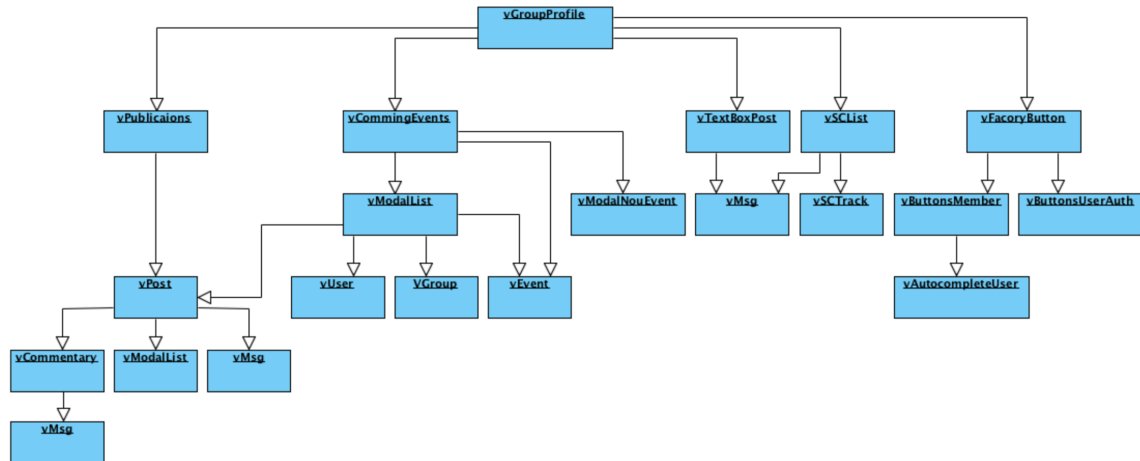 vGroupProfile
vPublicaions
vCommingEvents
vTextBoxPost
vSCList
vFacoryButton
vModalList
vModalNouEvent
vMsg
vSCTrack
vButtonsMember
vButtonsUserAuth
vPost
vUser
VGroup
vEvent
vAutocompleteUser
vCommentary
vModalList
vMsg
vMsg